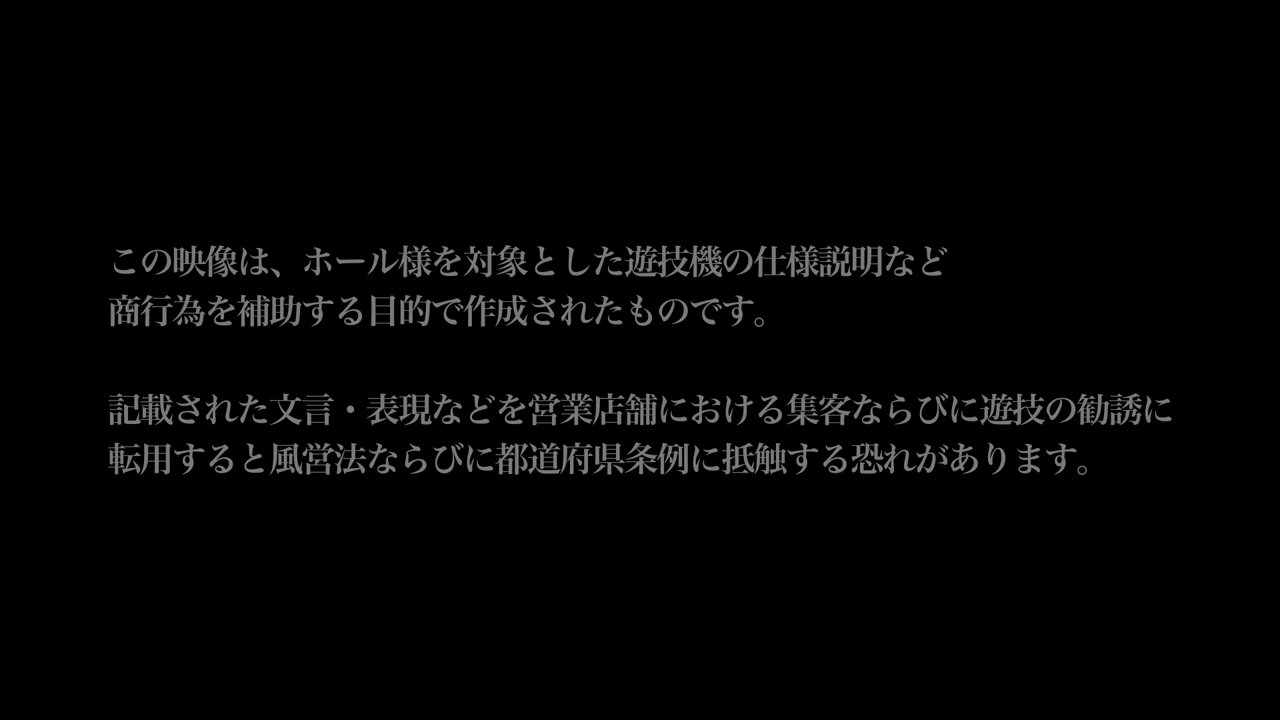 この映像は、ホール様を対象とした遊技機の仕様説明など
商行為を補助する目的で作成されたものです。
記載された文言・表現などを営業店舗における集客ならびに遊技の勧誘に
転用すると風営法ならびに都道府県条例に抵触する恐れがあります。